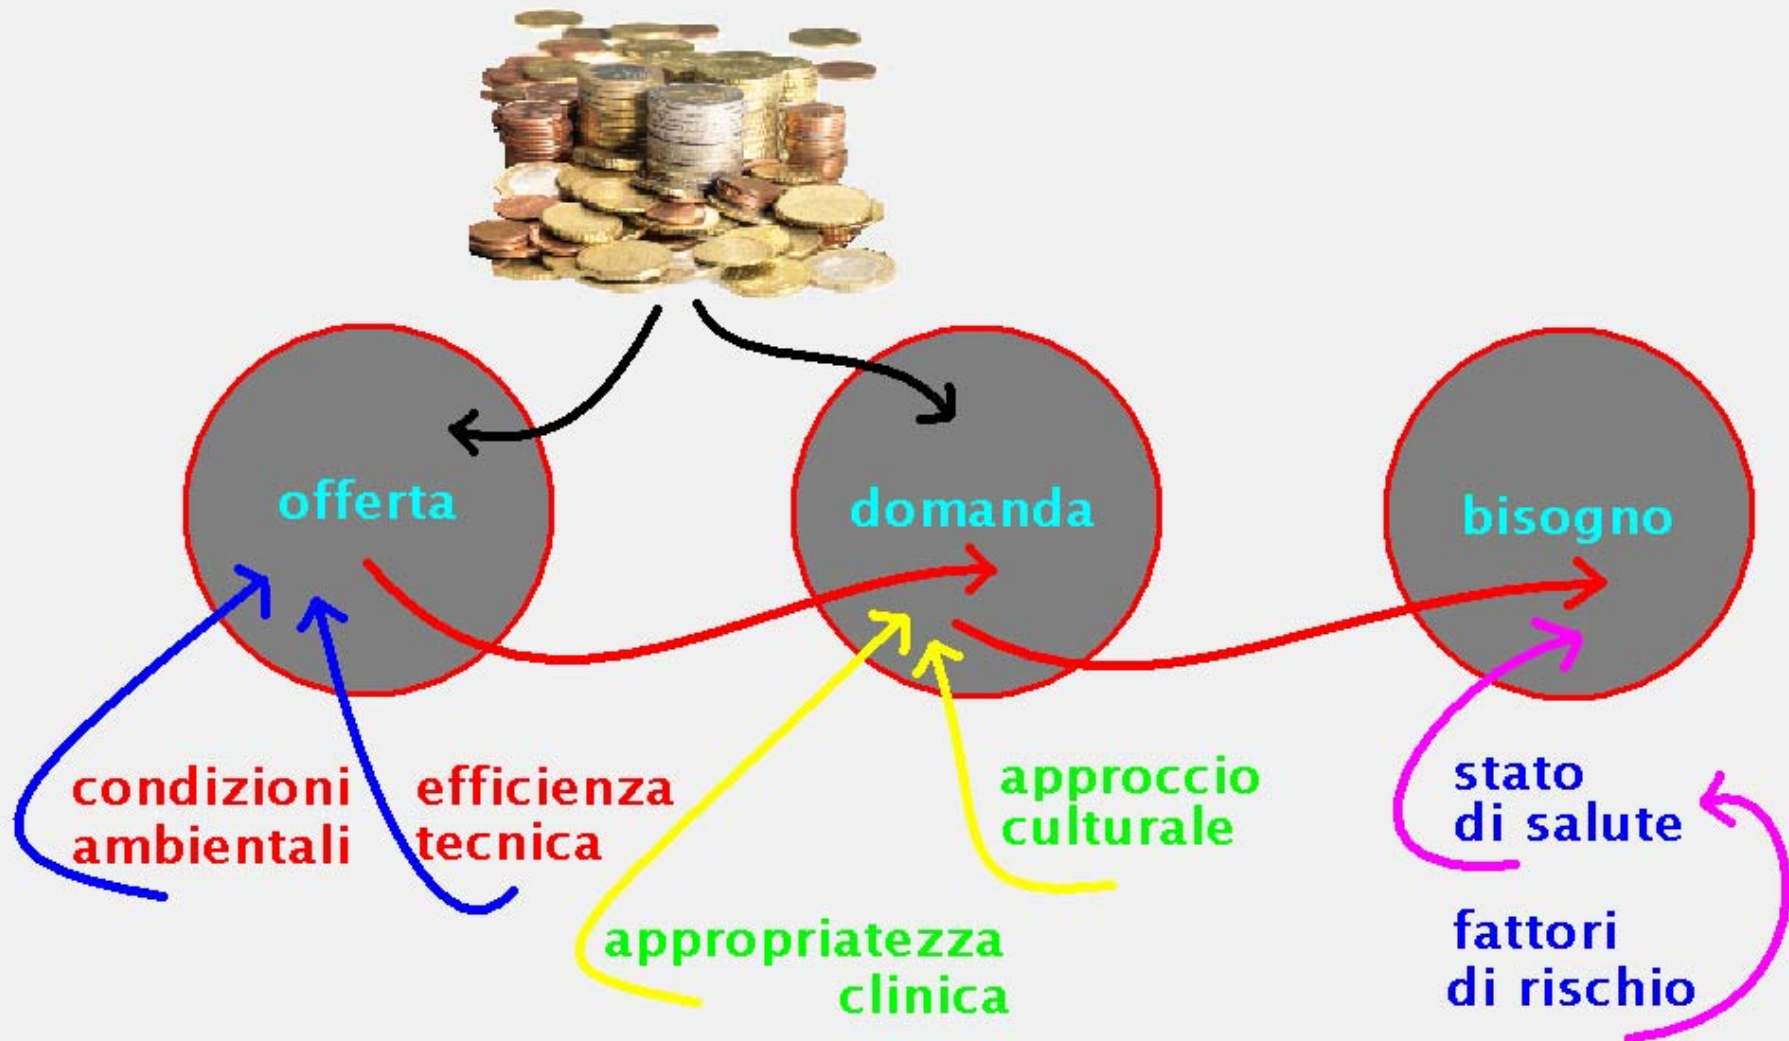 offerta
domanda
bisogno
condizioni
ambientali
efficienza
tecnica
approccio
culturale
stato
di salute
appropriatezza
clinica
fattori
di rischio